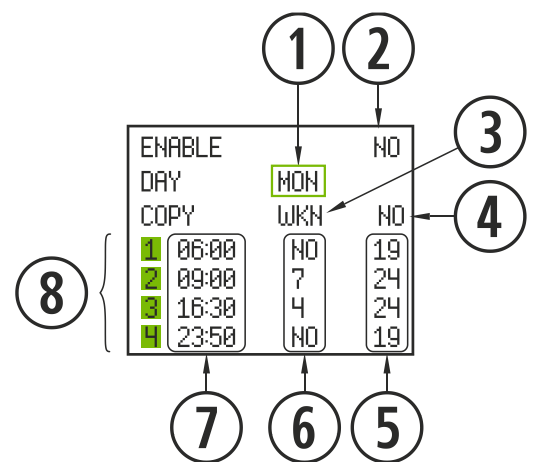 1 2
3
ENABLE NO
DAY MON
COPY WKN NO
4
1 06:00 NO 19
2 09:00 7 24
3 16:30 4 24
4 23:50 NO 19
8
7 6 5